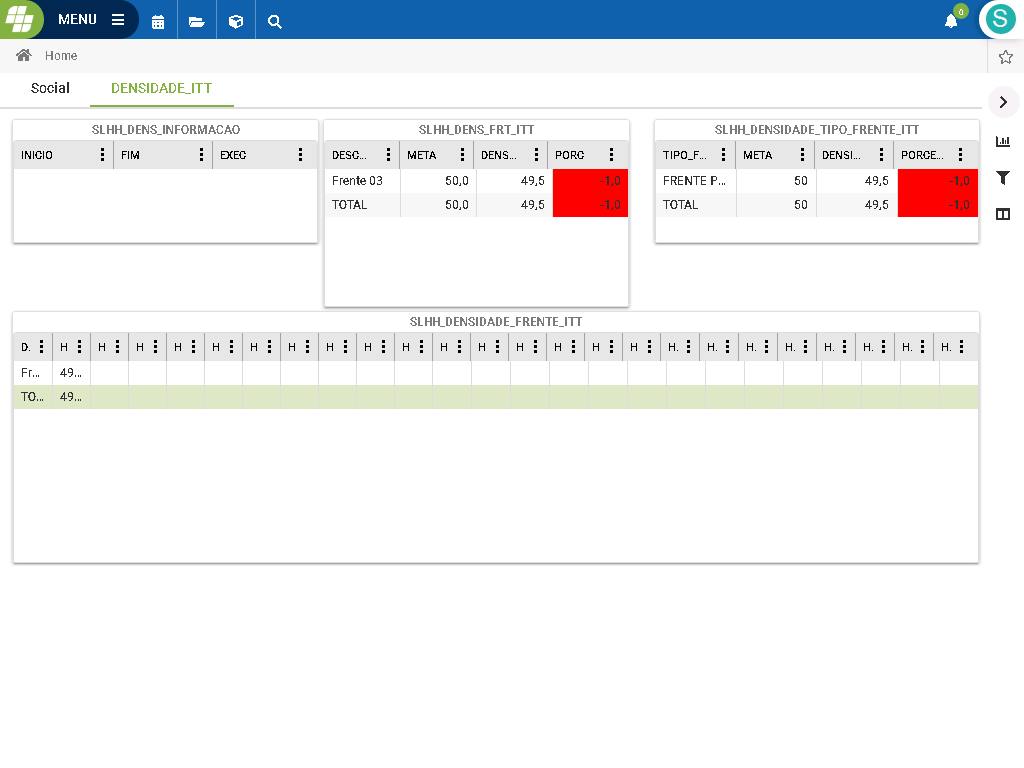 MENU
0
S
Home
Social
DENSIDADE_ITT
SLHH_DENS_INFORMACAO
INICIO FIM EXEC
SLHH_DENS_FRT_ITT
DESC... META DENS... PORC
Frente 03 50,0 49,5 -1,0
TOTAL 50,0 49,5 -1,0
SLHH_DENSIDADE_TIPO_FRENTE_ITT
TIPO_F... META DENSI... PORCE...
FRENTE P... 50 49,5 -1,0
TOTAL 50 49,5 -1,0
SLHH_DENSIDADE_FRENTE_ITT
D. H H H H H H H H H H H H H H H H H. H. H. H. H. H. H. H.
Fr... 49...
TO... 49...